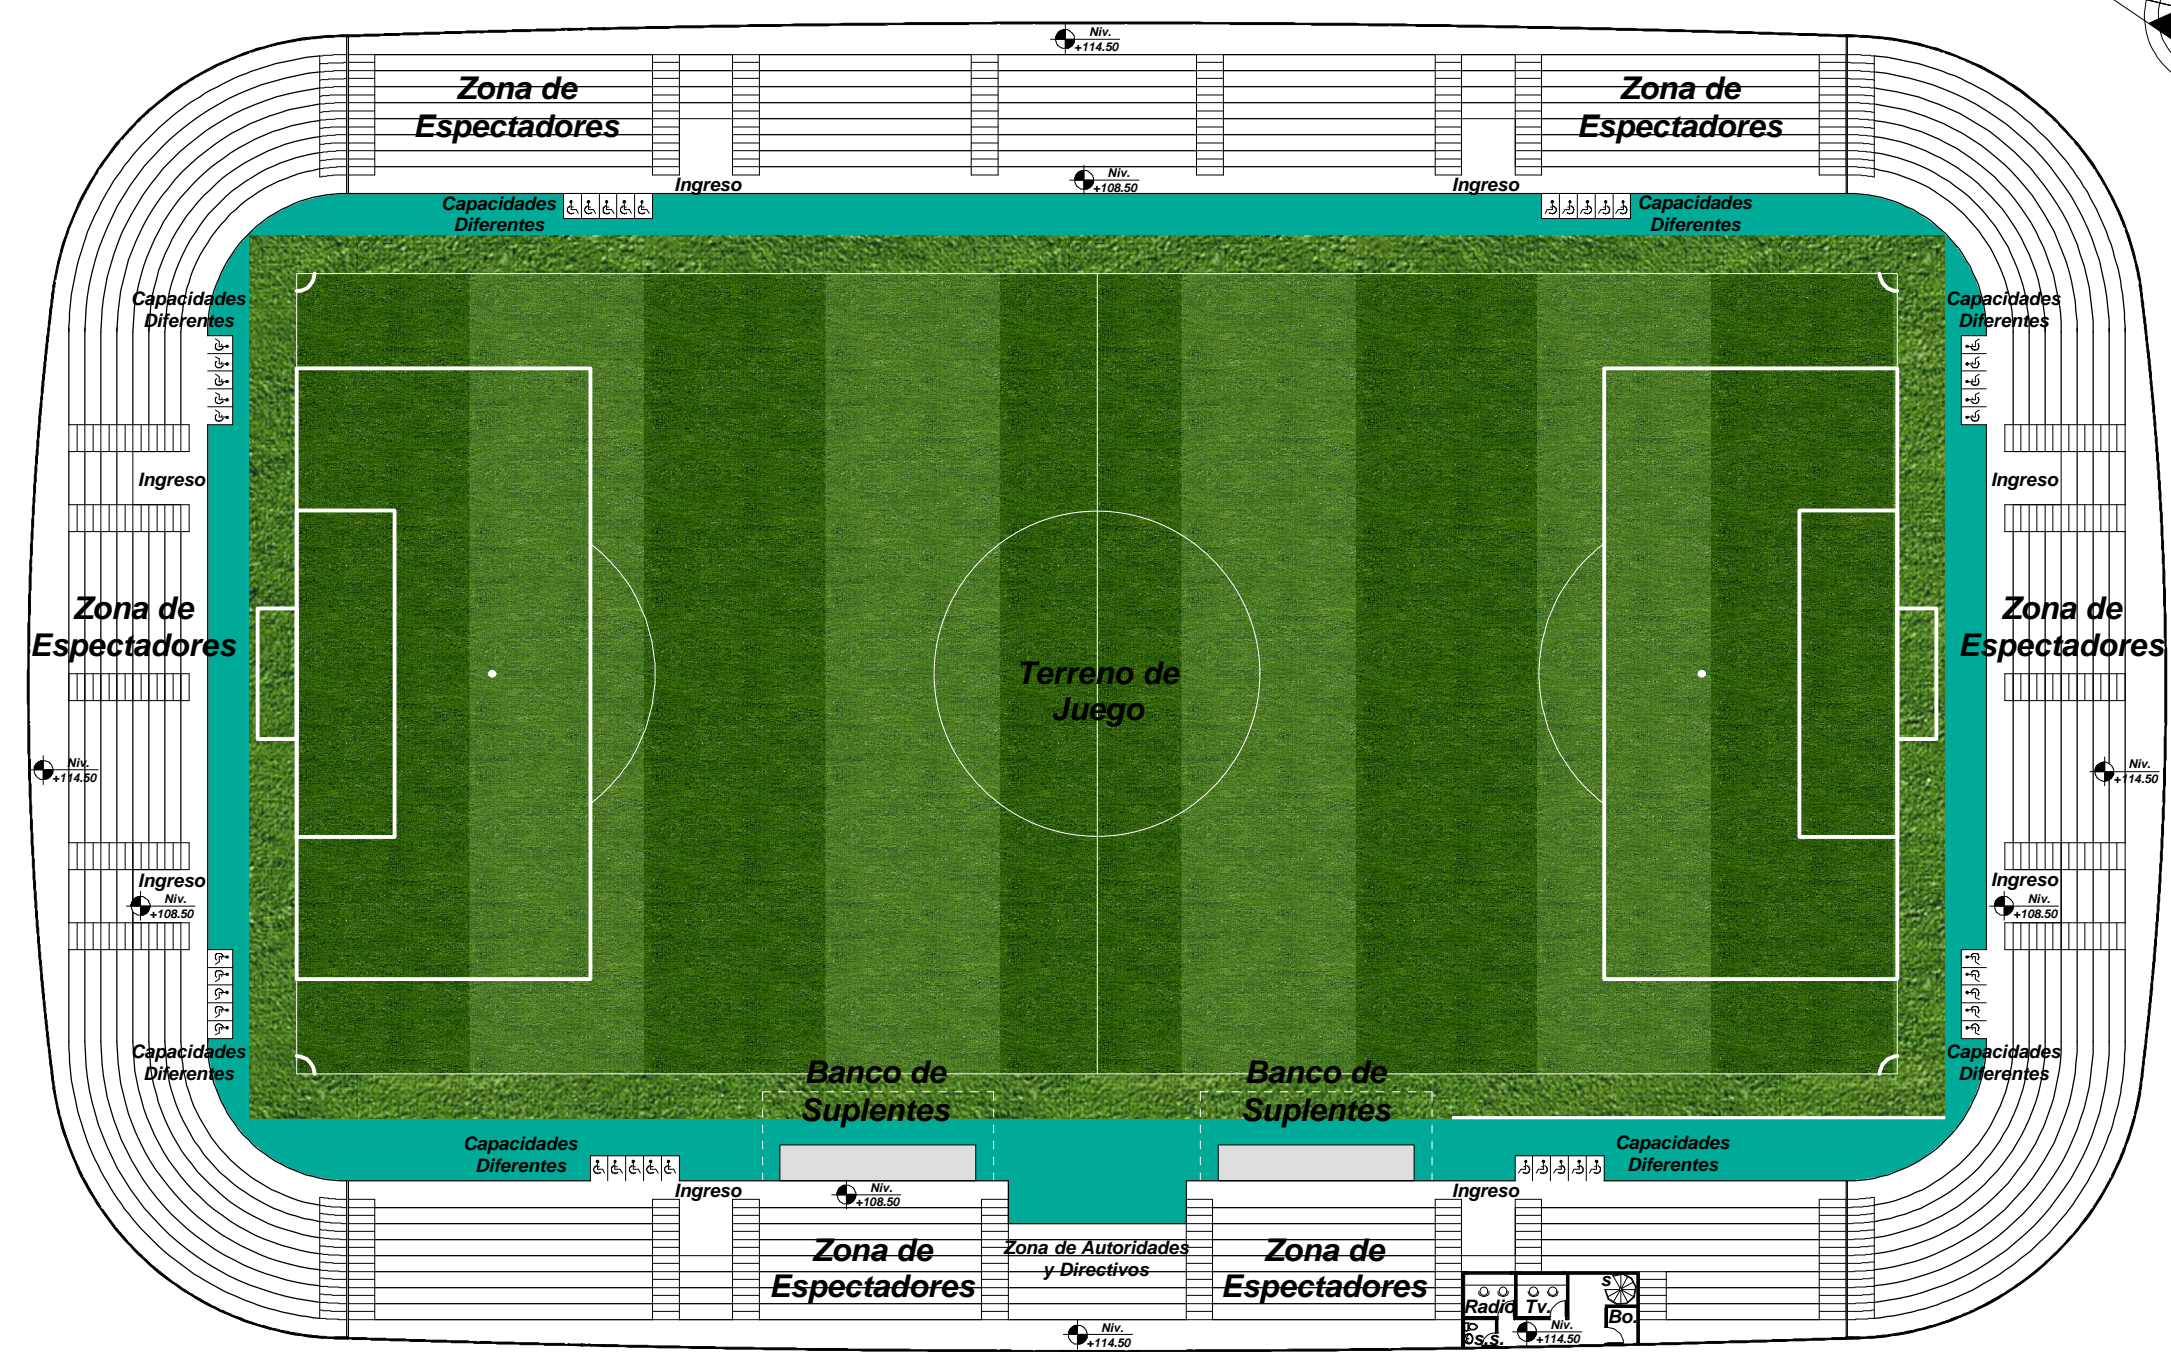 Niv.
+114.50
Zona de
Espectadores
Zona de
Espectadores
Niv.
+108.50
Ingreso
Ingreso
Capacidades
Diferentes
Capacidades
Diferentes
Capacidades
Diferentes
Capacidades
Diferentes
Ingreso
Ingreso
Zona de
Espectadores
Zona de
Espectadores
Terreno de
Juego
Niv.
+114.50
Niv.
+114.50
Ingreso
Niv.
+108.50
Ingreso
Niv.
+108.50
Capacidades
Diferentes
Capacidades
Diferentes
Banco de
Suplentes
Banco de
Suplentes
Capacidades
Diferentes
Capacidades
Diferentes
Ingreso
Niv.
+108.50
Ingreso
Zona de
Espectadores
Zona de Autoridades
y Directivos
Zona de
Espectadores
s
Radio
Tv.
Bo.
s.s.
Niv.
+114.50
Niv.
+114.50